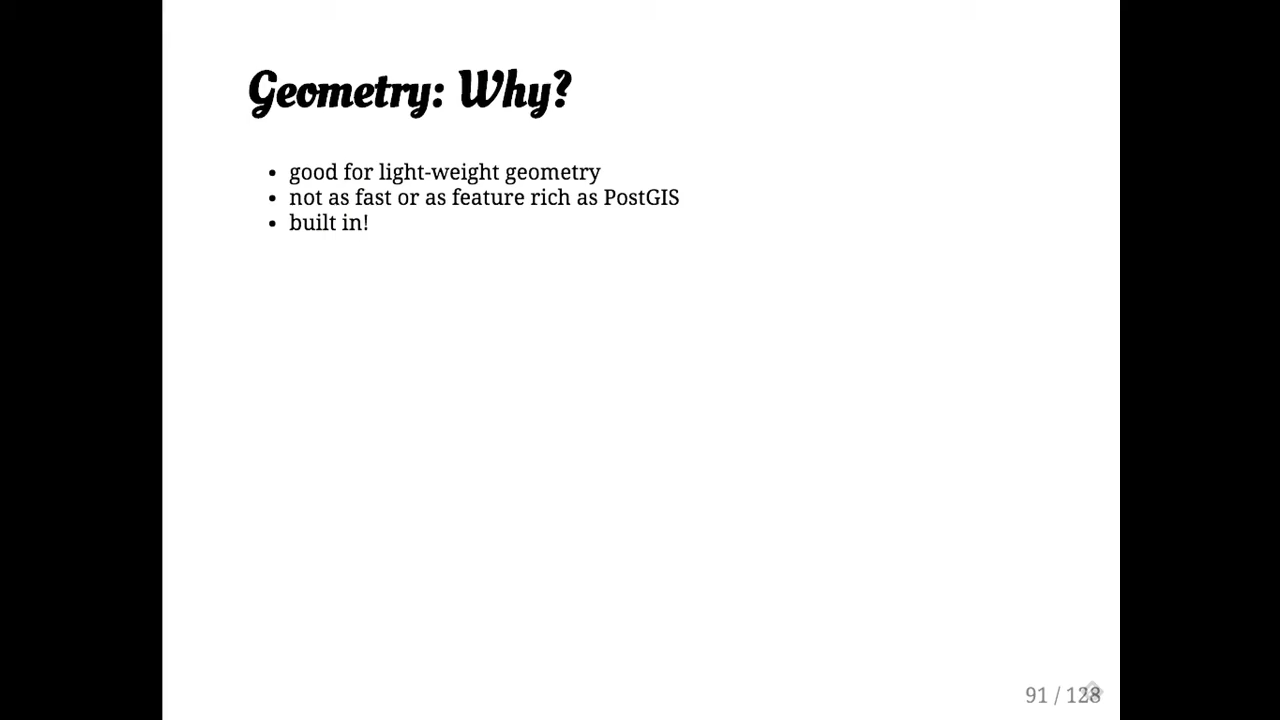 Geometry: Why?
• good for light-weight geometry
• not as fast or as feature rich as PostGIS
• built in!
91 / 128